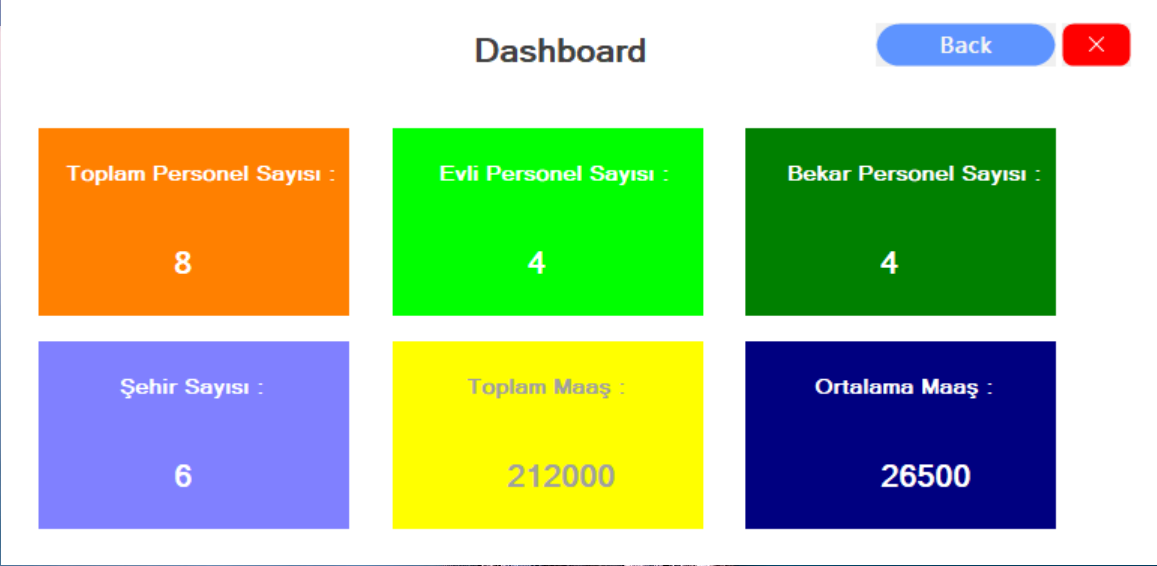 Dashboard
Back
Toplam Personel Sayısı :
8
Evli Personel Sayısı :
4
Bekar Personel Sayısı :
4
Şehir Sayısı :
6
Toplam Maaş :
212000
Ortalama Maaş :
26500